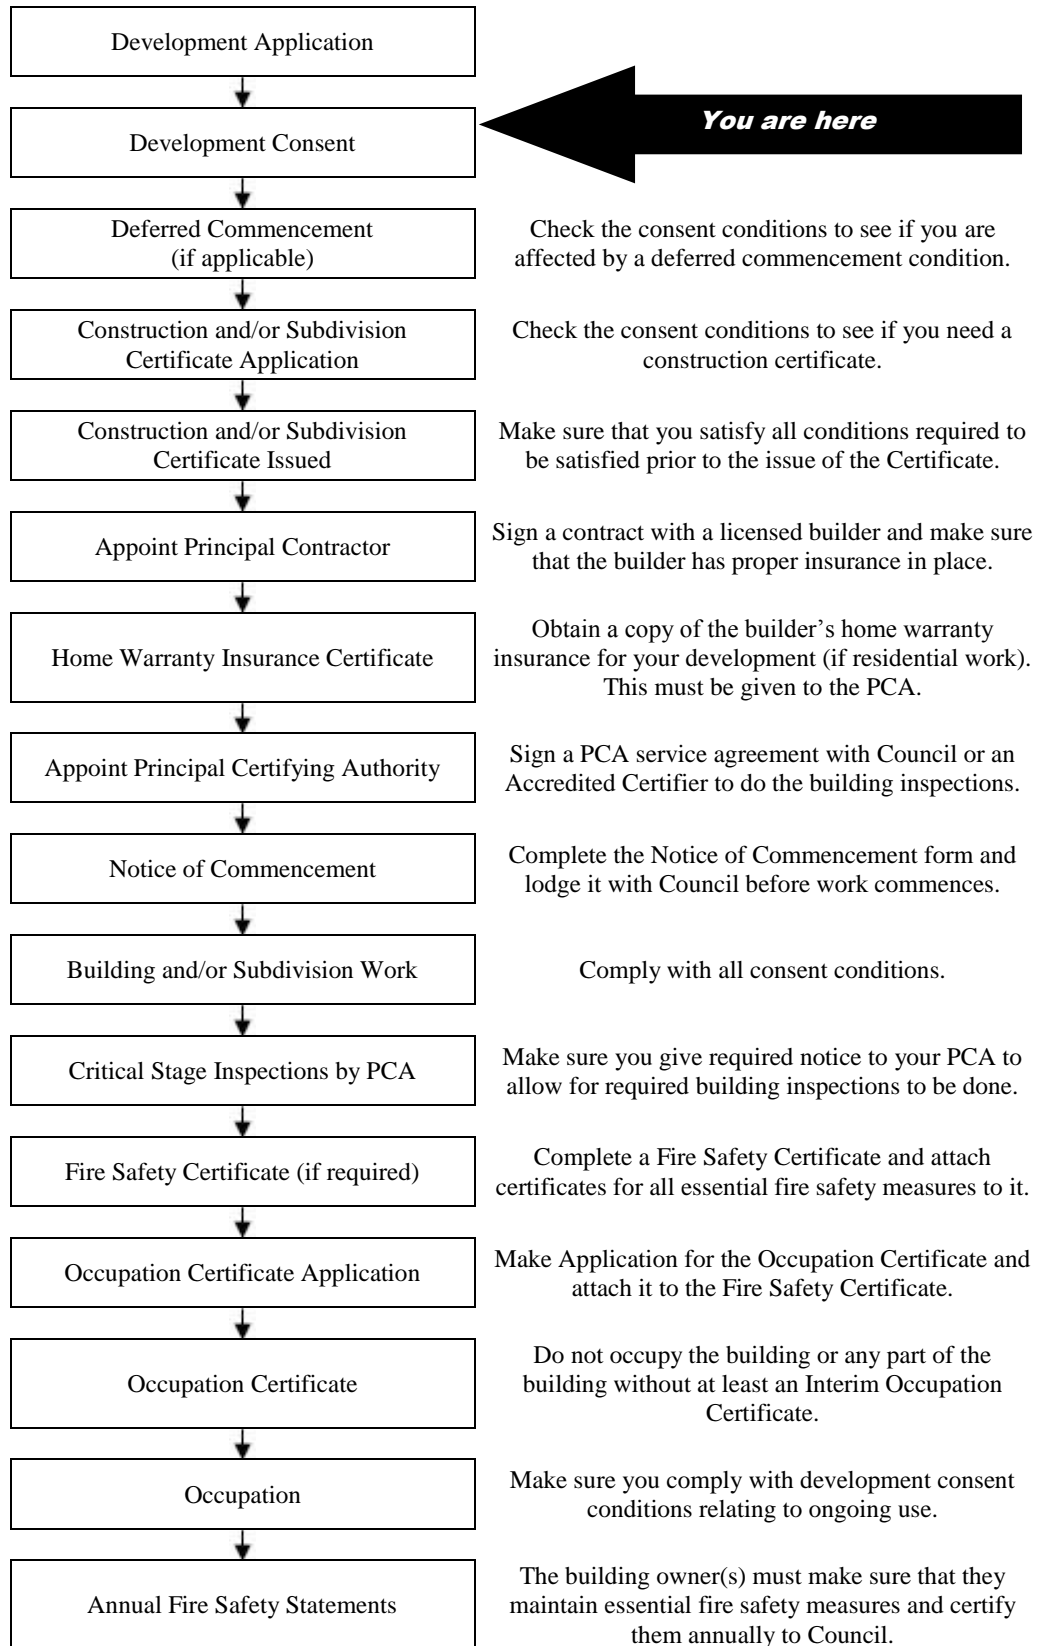 Development Application
Development Consent
You are here
Deferred Commencement
(if applicable)
Check the consent conditions to see if you are
affected by a deferred commencement condition.
Construction and/or Subdivision
Certificate Application
Check the consent conditions to see if you need a
construction certificate.
Construction and/or Subdivision
Certificate Issued
Make sure that you satisfy all conditions required to
be satisfied prior to the issue of the Certificate.
Appoint Principal Contractor
Sign a contract with a licensed builder and make sure
that the builder has proper insurance in place.
Home Warranty Insurance Certificate
Obtain a copy of the builder’s home warranty
insurance for your development (if residential work).
This must be given to the PCA.
Appoint Principal Certifying Authority
Sign a PCA service agreement with Council or an
Accredited Certifier to do the building inspections.
Notice of Commencement
Complete the Notice of Commencement form and
lodge it with Council before work commences.
Building and/or Subdivision Work
Comply with all consent conditions.
Critical Stage Inspections by PCA
Make sure you give required notice to your PCA to
allow for required building inspections to be done.
Fire Safety Certificate (if required)
Complete a Fire Safety Certificate and attach
certificates for all essential fire safety measures to it.
Occupation Certificate Application
Make Application for the Occupation Certificate and
attach it to the Fire Safety Certificate.
Occupation Certificate
Do not occupy the building or any part of the
building without at least an Interim Occupation
Certificate.
Occupation
Make sure you comply with development consent
conditions relating to ongoing use.
Annual Fire Safety Statements
The building owner(s) must make sure that they
maintain essential fire safety measures and certify
them annually to Council.